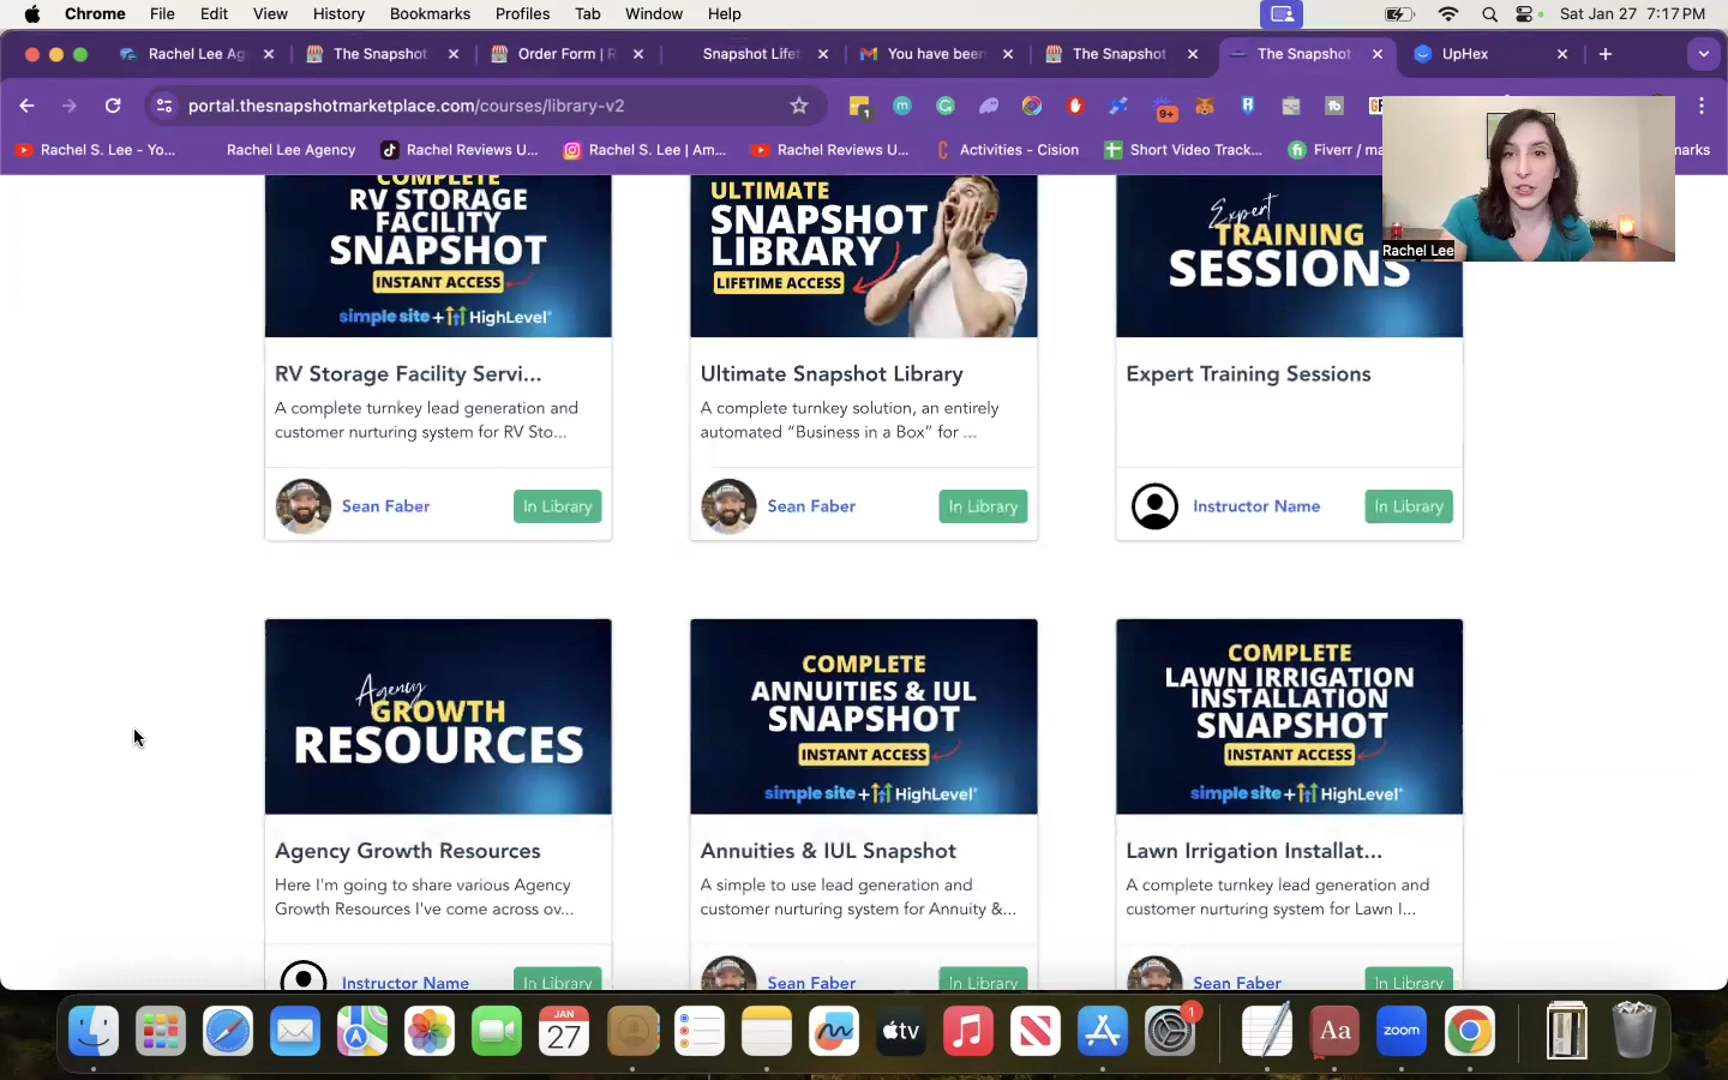 Chrome File Edit View History Bookmarks Profiles Tab Window Help Sat Jan 27 7:17 PM
Rachel Lee Ag
The Snapshot
Order Form | R
Snapshot Lifet
You have been
The Snapshot
The Snapshot
UpHex
portal.thesnapshotmarketplace.com/courses/library-v2
1
9+
Rachel S. Lee - Yo...
Rachel Lee Agency
Rachel Reviews U...
Rachel S. Lee | Am...
Rachel Reviews U...
Activities - Cision
Short Video Track...
Fiverr / ma
marks
Rachel Lee
COMPLETE
RV STORAGE
FACILITY
SNAPSHOT
INSTANT ACCESS
simple site + HighLevel
RV Storage Facility Servi...
A complete turnkey lead generation and
customer nurturing system for RV Sto...
Sean Faber
In Library
ULTIMATE
SNAPSHOT
LIBRARY
LIFETIME ACCESS
Ultimate Snapshot Library
A complete turnkey solution, an entirely
automated “Business in a Box” for ...
Sean Faber
In Library
Expert
TRAINING
SESSIONS
Expert Training Sessions
Instructor Name
In Library
Agency
GROWTH
RESOURCES
Agency Growth Resources
Here I'm going to share various Agency
Growth Resources I've come across ov...
Instructor Name
In Library
COMPLETE
ANNUITIES & IUL
SNAPSHOT
INSTANT ACCESS
simple site + HighLevel
Annuities & IUL Snapshot
A simple to use lead generation and
customer nurturing system for Annuity &...
Sean Faber
In Library
COMPLETE
LAWN IRRIGATION
INSTALLATION
SNAPSHOT
INSTANT ACCESS
simple site + HighLevel
Lawn Irrigation Installat...
A complete turnkey lead generation and
customer nurturing system for Lawn I...
Sean Faber
In Library
JAN
27
tv
1
Aa
zoom